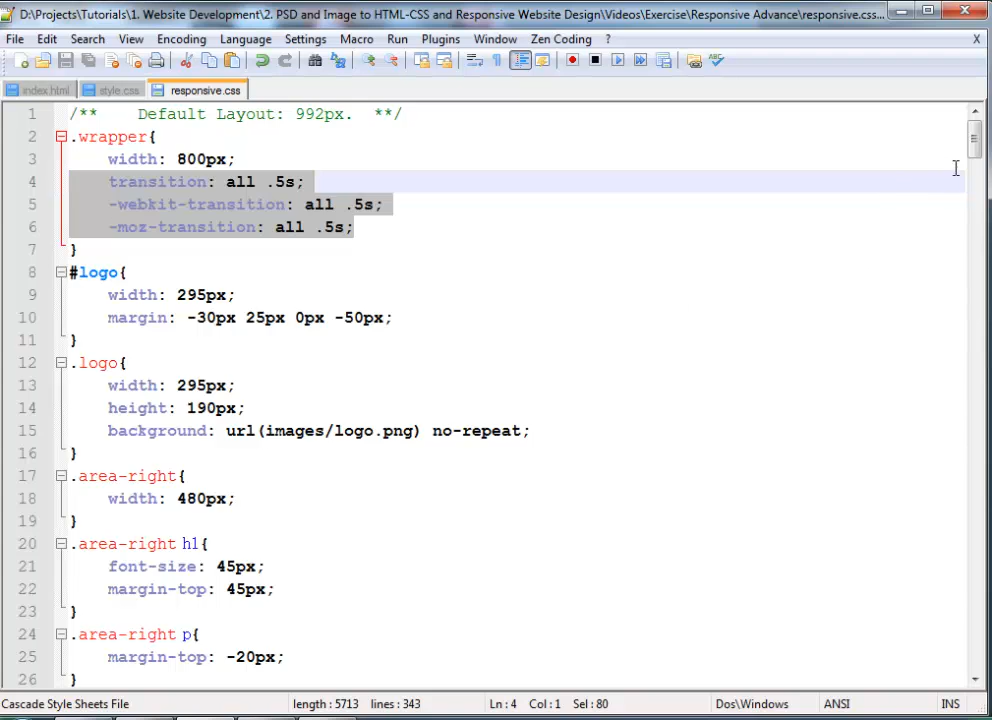 D:\Projects\Tutorials\1. Website Development\2. PSD and Image to HTML-CSS and Responsive Website Design\Videos\Exercise\Responsive Advance\responsive.css...
File Edit Search View Encoding Language Settings Macro Run Plugins Window Zen Coding ? X
index.html style.css responsive.css
1 /** Default Layout: 992px. **/
2 .wrapper{
3 width: 800px;
4 transition: all .5s;
5 -webkit-transition: all .5s;
6 -moz-transition: all .5s;
7 }
8 #logo{
9 width: 295px;
10 margin: -30px 25px 0px -50px;
11 }
12 .logo{
13 width: 295px;
14 height: 190px;
15 background: url(images/logo.png) no-repeat;
16 }
17 .area-right{
18 width: 480px;
19 }
20 .area-right h1{
21 font-size: 45px;
22 margin-top: 45px;
23 }
24 .area-right p{
25 margin-top: -20px;
26 }
Cascade Style Sheets File length : 5713 lines : 343 Ln : 4 Col : 1 Sel : 80 Dos\Windows ANSI INS